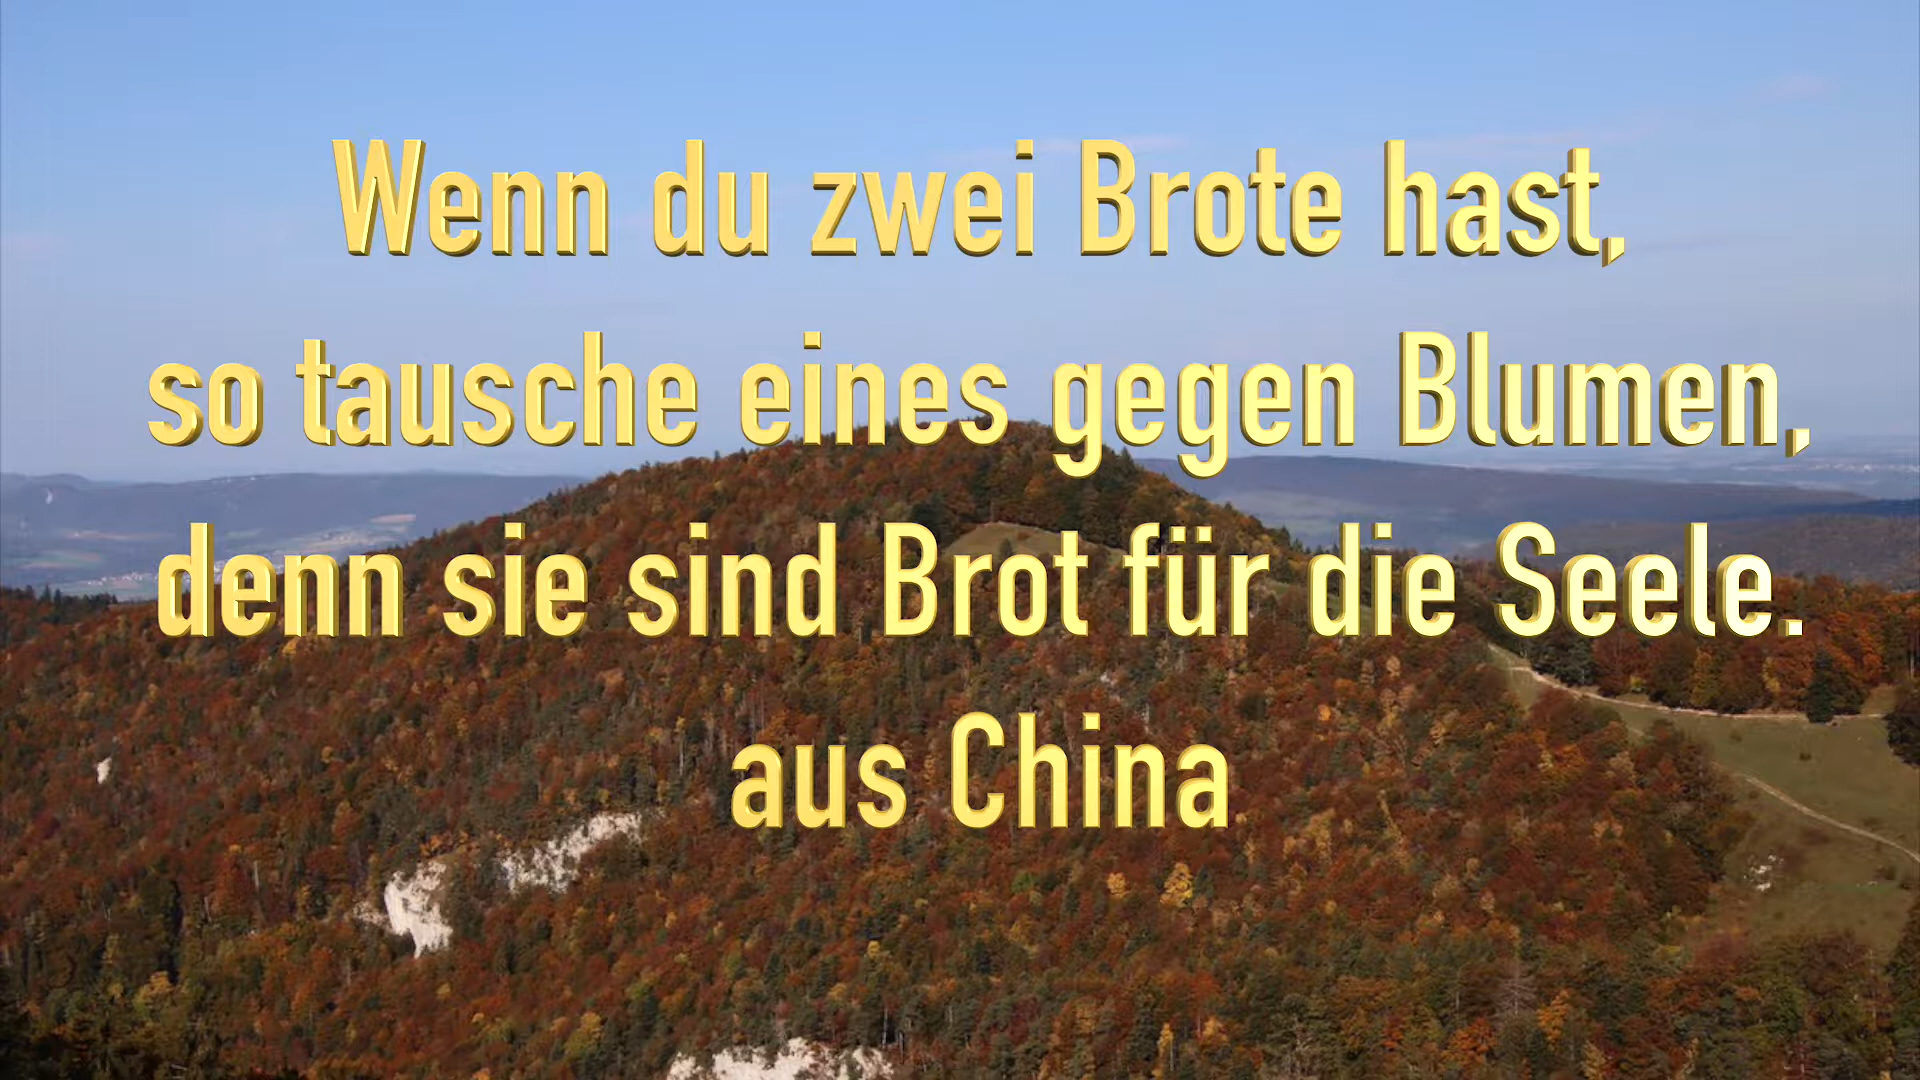 Wenn du zwei Brote hast,
so tausche eines gegen Blumen,
denn sie sind Brot für die Seele.
aus China